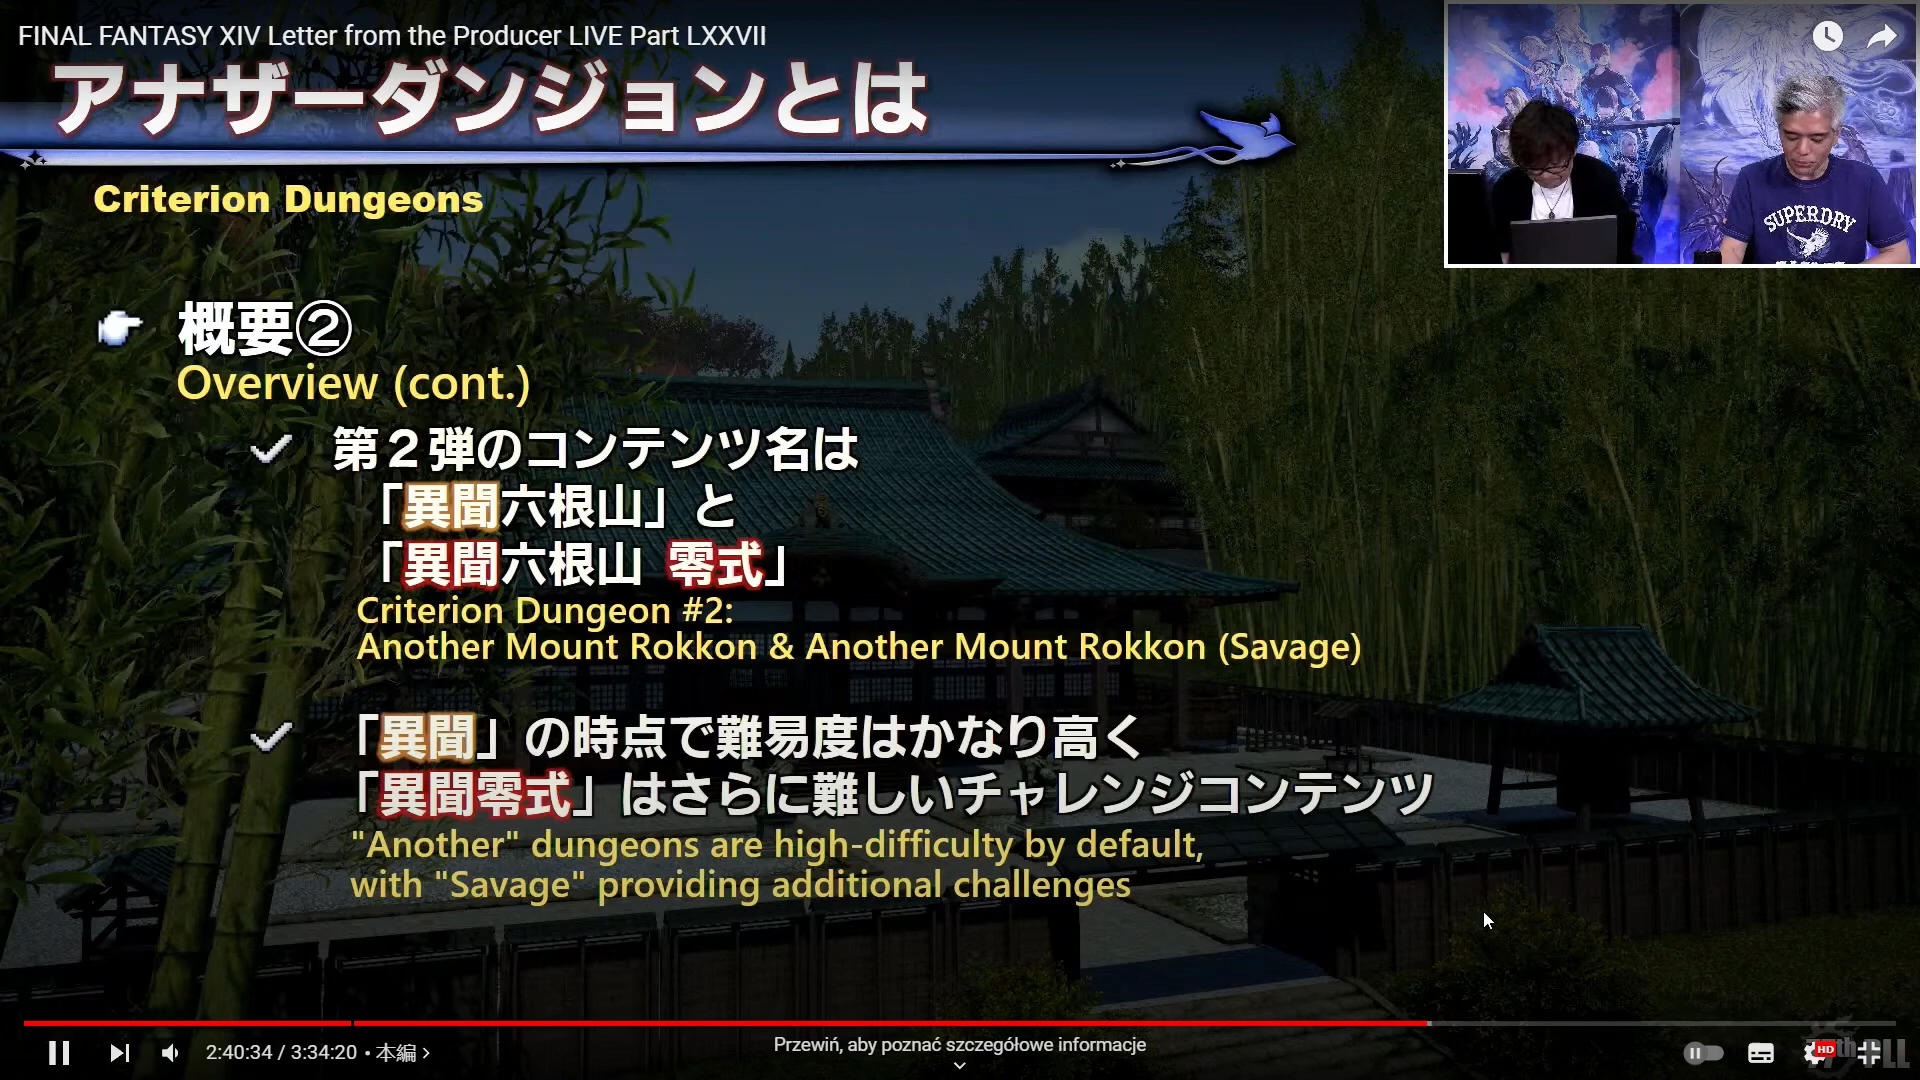 FINAL FANTASY XIV Letter from the Producer LIVE Part LXXVII
アナザーダンジョンとは
Criterion Dungeons
SUPERDRY
概要②
Overview (cont.)
第２弾のコンテンツ名は
「異聞六根山」と
「異聞六根山 零式」
Criterion Dungeon #2:
Another Mount Rokkon & Another Mount Rokkon (Savage)
「異聞」の時点で難易度はかなり高く
「異聞零式」はさらに難しいチャレンジコンテンツ
"Another" dungeons are high-difficulty by default,
with "Savage" providing additional challenges
2:40:34 / 3:34:20 • 本編
Przewiń, aby poznać szczegółowe informacje
HD
77th PLL